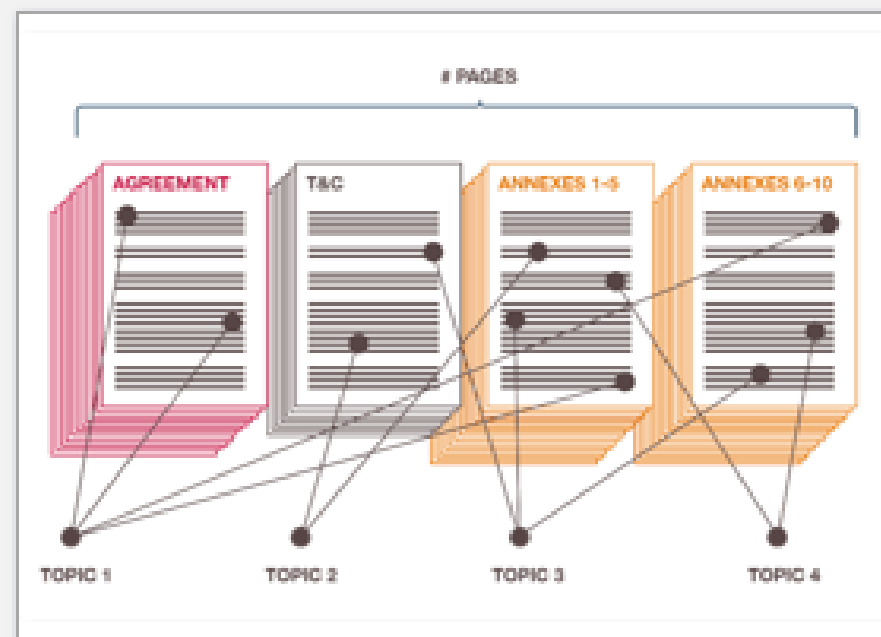 # PAGES
AGREEMENT
T&C
ANNEXES 1-5
ANNEXES 6-10
TOPIC 1
TOPIC 2
TOPIC 3
TOPIC 4